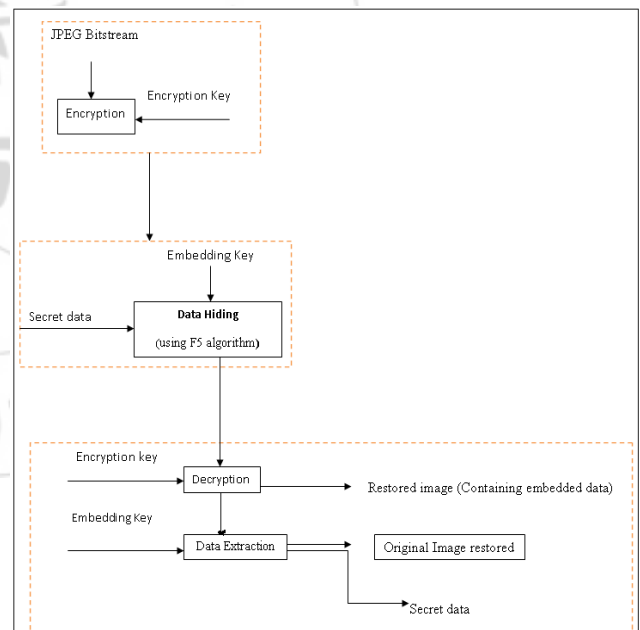 JPEG Bitstream
Encryption Key
Encryption
Embedding Key
Secret data
Data Hiding
(using F5 algorithm)
Encryption key
Decryption
Restored image (Containing embedded data)
Embedding Key
Data Extraction
Original Image restored
Secret data